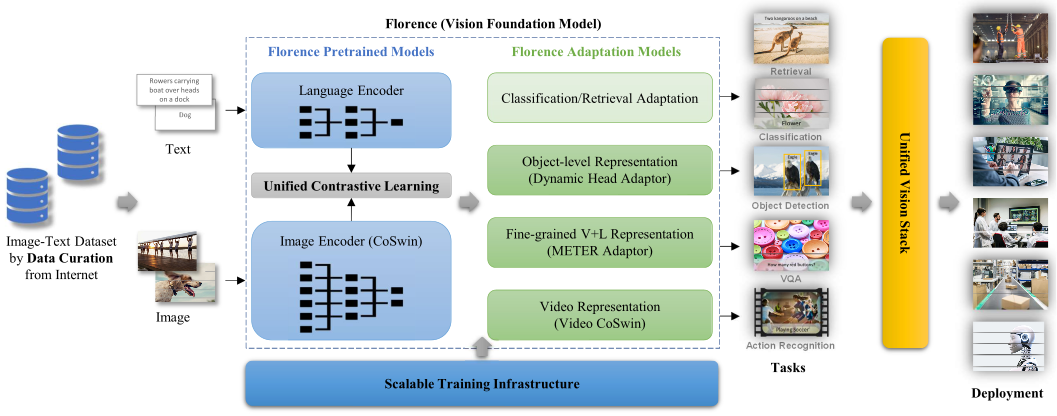 Florence (Vision Foundation Model)
Florence Pretrained Models
Florence Adaptation Models
Rowers carrying
boat over heads
on a dock
Dog
Text
Image-Text Dataset
by Data Curation
from Internet
Image
Language Encoder
Unified Contrastive Learning
Image Encoder (CoSwin)
Classification/Retrieval Adaptation
Object-level Representation
(Dynamic Head Adaptor)
Fine-grained V+L Representation
(METER Adaptor)
Video Representation
(Video CoSwin)
Scalable Training Infrastructure
Two kangaroos on a beach
Retrieval
Flower
Classification
Eagle
Eagle
Object Detection
How many red buttons?
VQA
Playing Soccer
Action Recognition
Tasks
Unified Vision Stack
Deployment